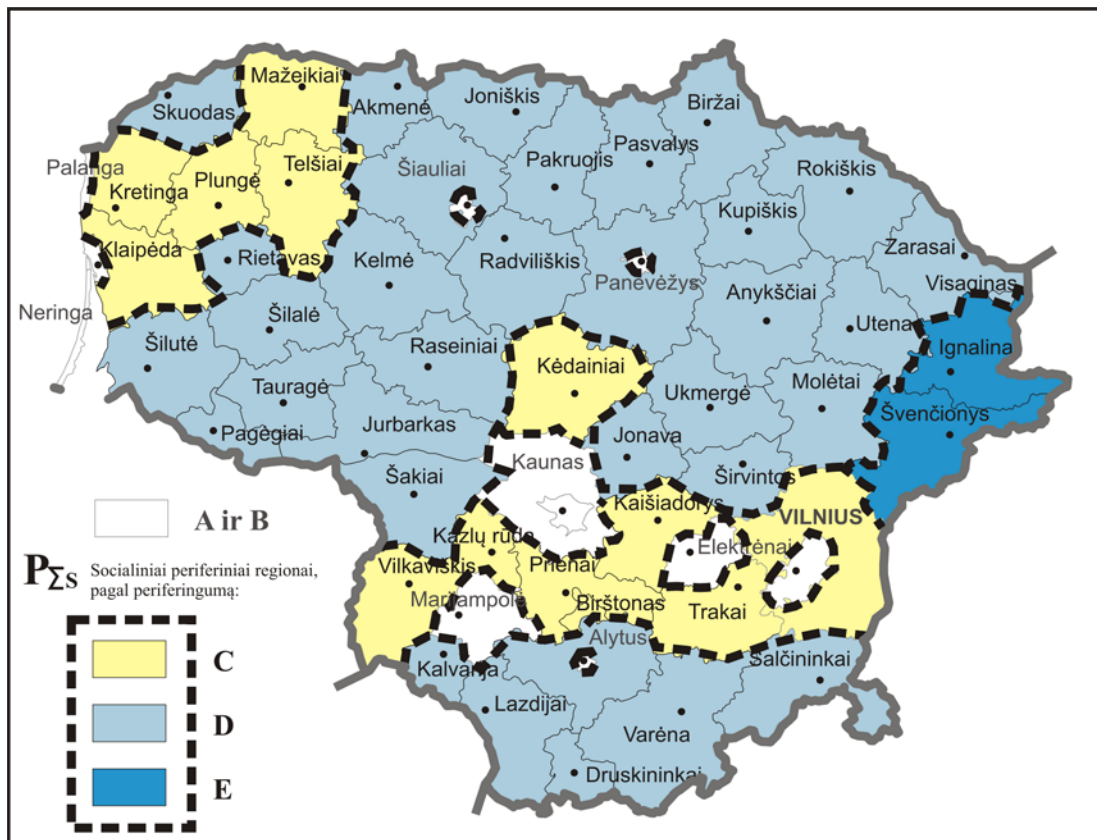 Mažeikiai
Skuodas
Akmenė
Joniškis
Biržai
Palanga
Kretinga
Plungė
Telšiai
Šiauliai
Pakruojis
Pasvalys
Rokiškis
Kupiškis
Klaipėda
Rietavas
Kelmė
Radviliškis
Panevėžys
Zarasai
Visaginas
Neringa
Šilalė
Anykščiai
Utena
Ignalina
Šilutė
Raseiniai
Kėdainiai
Tauragė
Ukmergė
Molėtai
Švenčionys
Pagėgiai
Jurbarkas
Jonava
Kaunas
Širvintos
Šakiai
Kaišiadorys
VILNIUS
Kazlų rūda
Elektrėnai
Vilkaviškis
Prienai
Marijampolė
Birštonas
Trakai
Alytus
Kalvarija
Šalčininkai
Lazdijai
Varėna
Druskininkai
A ir B
PΣS
Socialiniai periferiniai regionai,
pagal periferingumą:
C
D
E